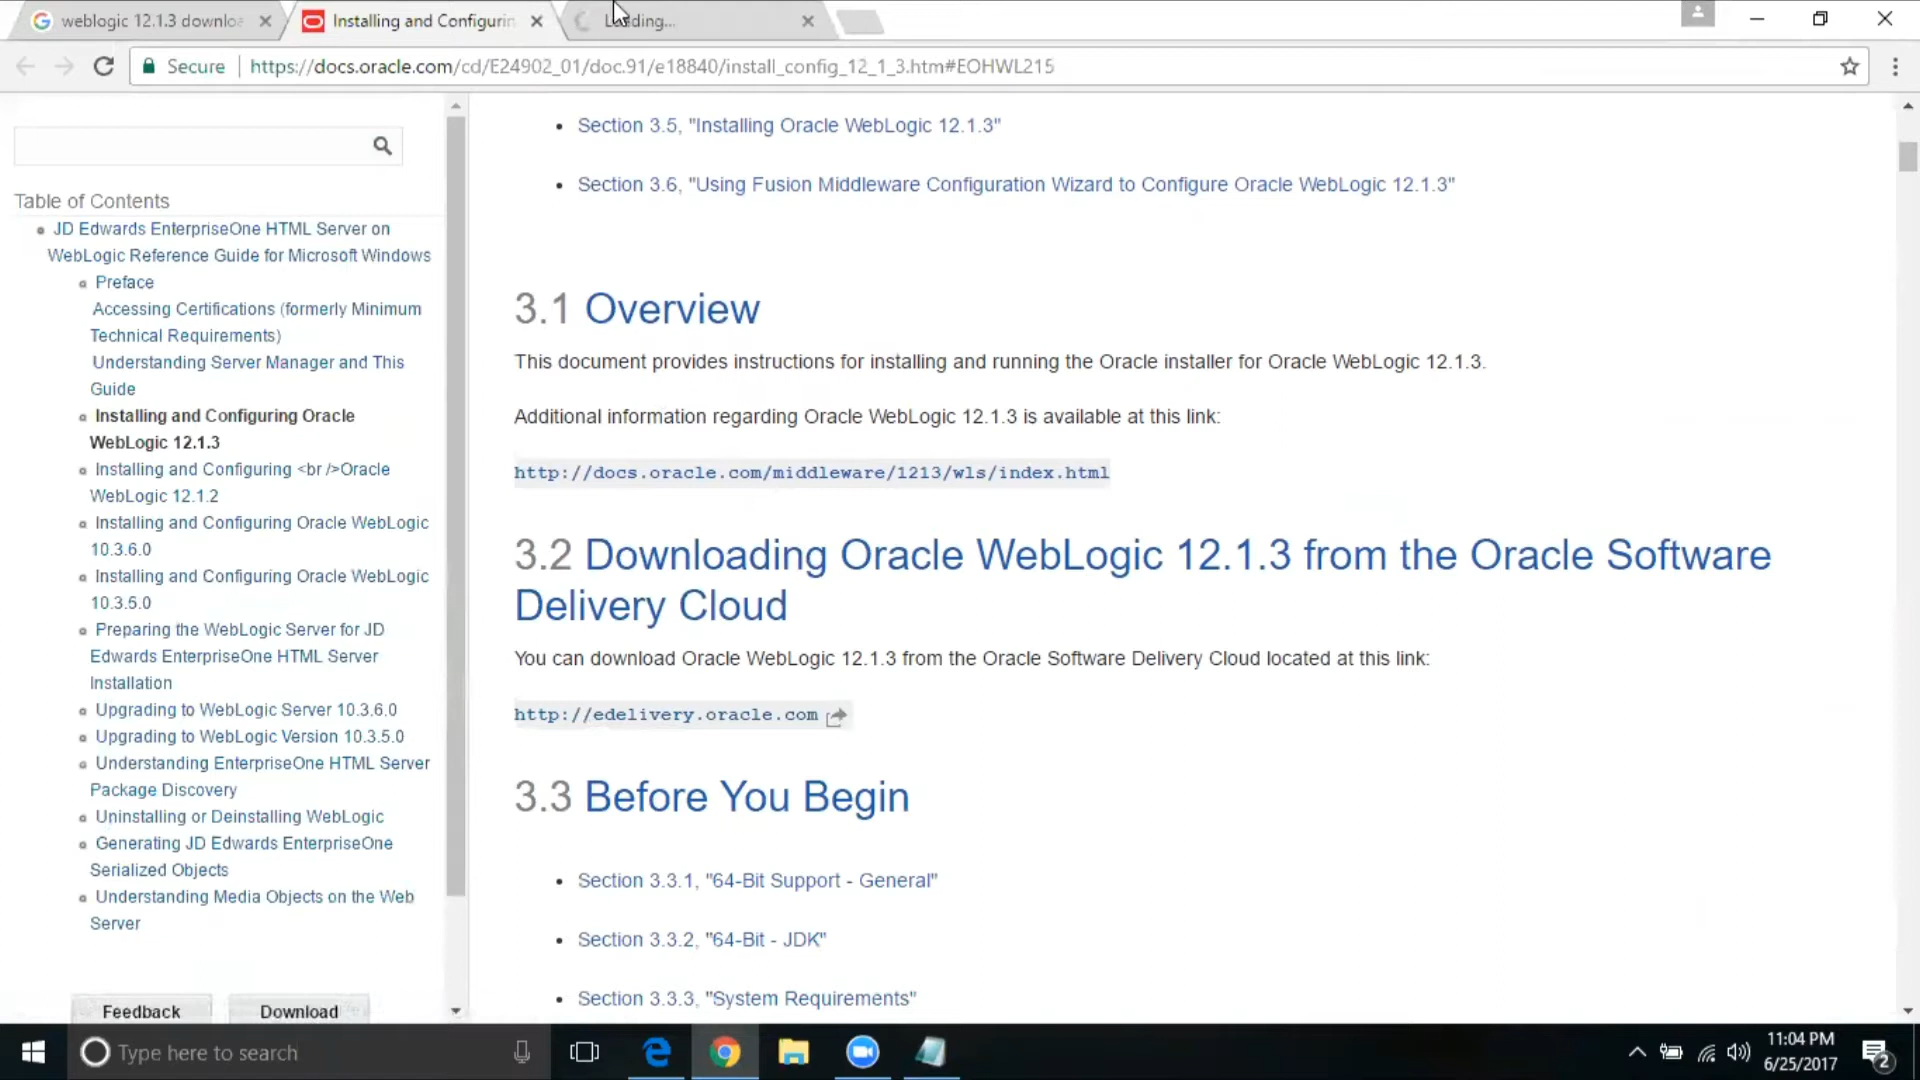 weblogic 12.1.3 downlo
Installing and Configurin
Loading...
Secure
https://docs.oracle.com/cd/E24902_01/doc.91/e18840/install_config_12_1_3.htm#EOHWL215
Table of Contents
JD Edwards EnterpriseOne HTML Server on
WebLogic Reference Guide for Microsoft Windows
Preface
Accessing Certifications (formerly Minimum
Technical Requirements)
Understanding Server Manager and This
Guide
Installing and Configuring Oracle
WebLogic 12.1.3
Installing and Configuring <br />Oracle
WebLogic 12.1.2
Installing and Configuring Oracle WebLogic
10.3.6.0
Installing and Configuring Oracle WebLogic
10.3.5.0
Preparing the WebLogic Server for JD
Edwards EnterpriseOne HTML Server
Installation
Upgrading to WebLogic Server 10.3.6.0
Upgrading to WebLogic Version 10.3.5.0
Understanding EnterpriseOne HTML Server
Package Discovery
Uninstalling or Deinstalling WebLogic
Generating JD Edwards EnterpriseOne
Serialized Objects
Understanding Media Objects on the Web
Server
Feedback
Download
Section 3.5, "Installing Oracle WebLogic 12.1.3"
Section 3.6, "Using Fusion Middleware Configuration Wizard to Configure Oracle WebLogic 12.1.3"
3.1 Overview
This document provides instructions for installing and running the Oracle installer for Oracle WebLogic 12.1.3.
Additional information regarding Oracle WebLogic 12.1.3 is available at this link:
http://docs.oracle.com/middleware/1213/wls/index.html
3.2 Downloading Oracle WebLogic 12.1.3 from the Oracle Software
Delivery Cloud
You can download Oracle WebLogic 12.1.3 from the Oracle Software Delivery Cloud located at this link:
http://edelivery.oracle.com
3.3 Before You Begin
Section 3.3.1, "64-Bit Support - General"
Section 3.3.2, "64-Bit - JDK"
Section 3.3.3, "System Requirements"
Type here to search
11:04 PM
6/25/2017
2